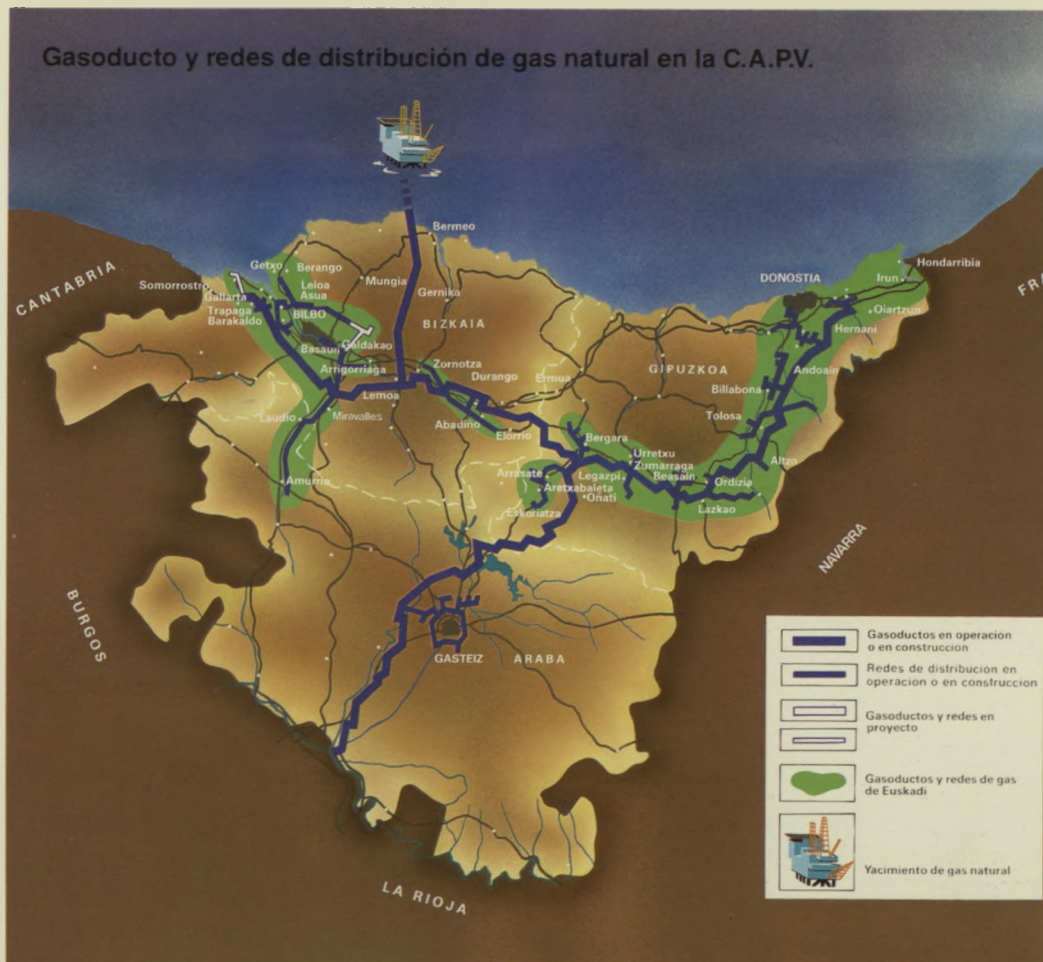 Gasoducto y redes de distribución de gas natural en la C.A.P.V.
CANTABRIA
Somorrostro
Getxo
Berango
Gallarta
Leioa
Asua
Trapaga
Barakaldo
BILBO
Mungia
Bermeo
Gernika
BIZKAIA
Basauri
Galdakao
Arrigorriaga
Zornotza
Lemoa
Durango
Ermua
Laudio
Miravalles
Abadino
Elorrio
Amurrio
GIPUZKOA
DONOSTIA
Hondarribia
Irun
Oiartzun
Hernani
Andoain
Billabona
Tolosa
Bergara
Urretxu
Zumarraga
Legazpi
Beasain
Altzo
Ordizia
Lazkao
Arrasate
Aretxabaleta
Oñati
Eskoriatza
FRA
NAVARRA
BURGOS
GASTEIZ
ARABA
LA RIOJA
Gasoductos en operacion
o en construccion
Redes de distribucion en
operacion o en construccion
Gasoductos y redes en
proyecto
Gasoductos y redes de gas
de Euskadi
Yacimiento de gas natural